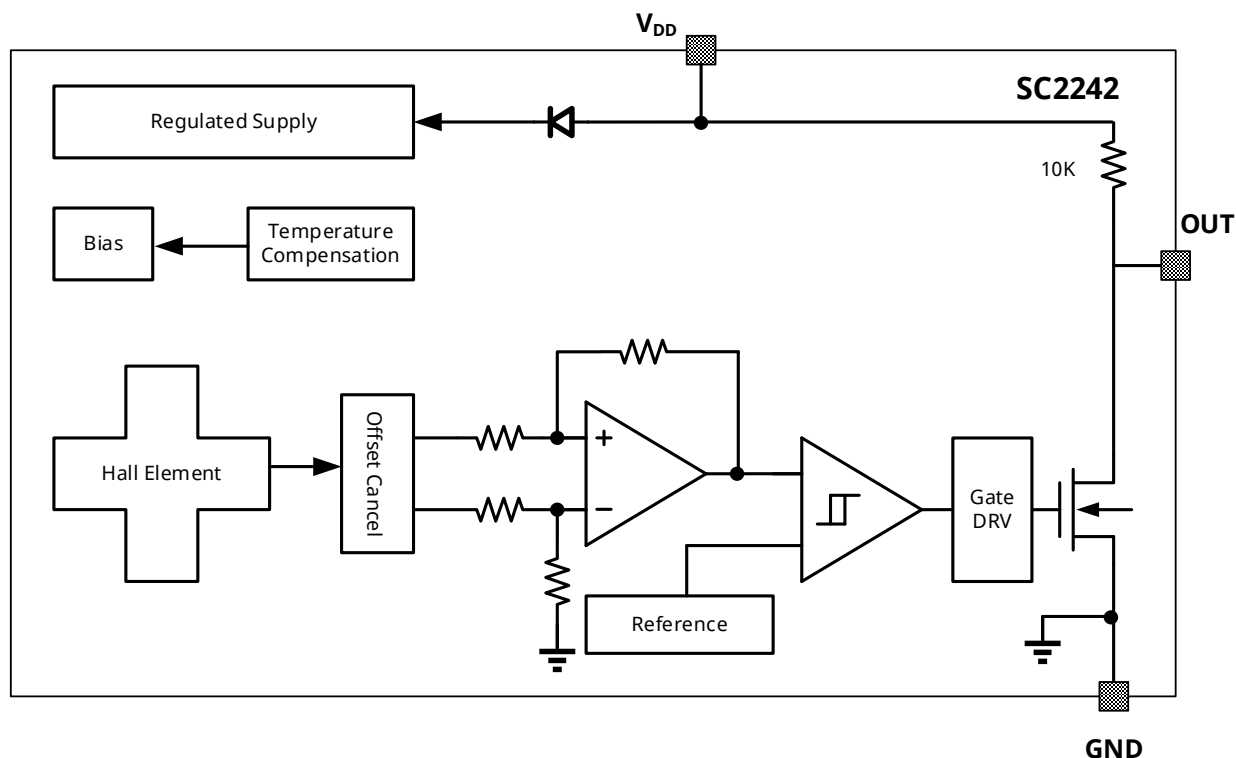 VDD
SC2242
Regulated Supply
10K
OUT
Bias
Temperature
Compensation
Hall Element
Offset Cancel
+
−
Gate
DRV
Reference
GND